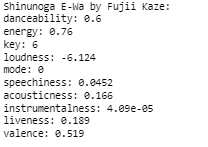 Shinunoga E-Wa by Fujii Kaze:
danceability: 0.6
energy: 0.76
key: 6
loudness: -6.124
mode: 0
speechiness: 0.0452
acousticness: 0.166
instrumentalness: 4.09e-05
liveness: 0.189
valence: 0.519